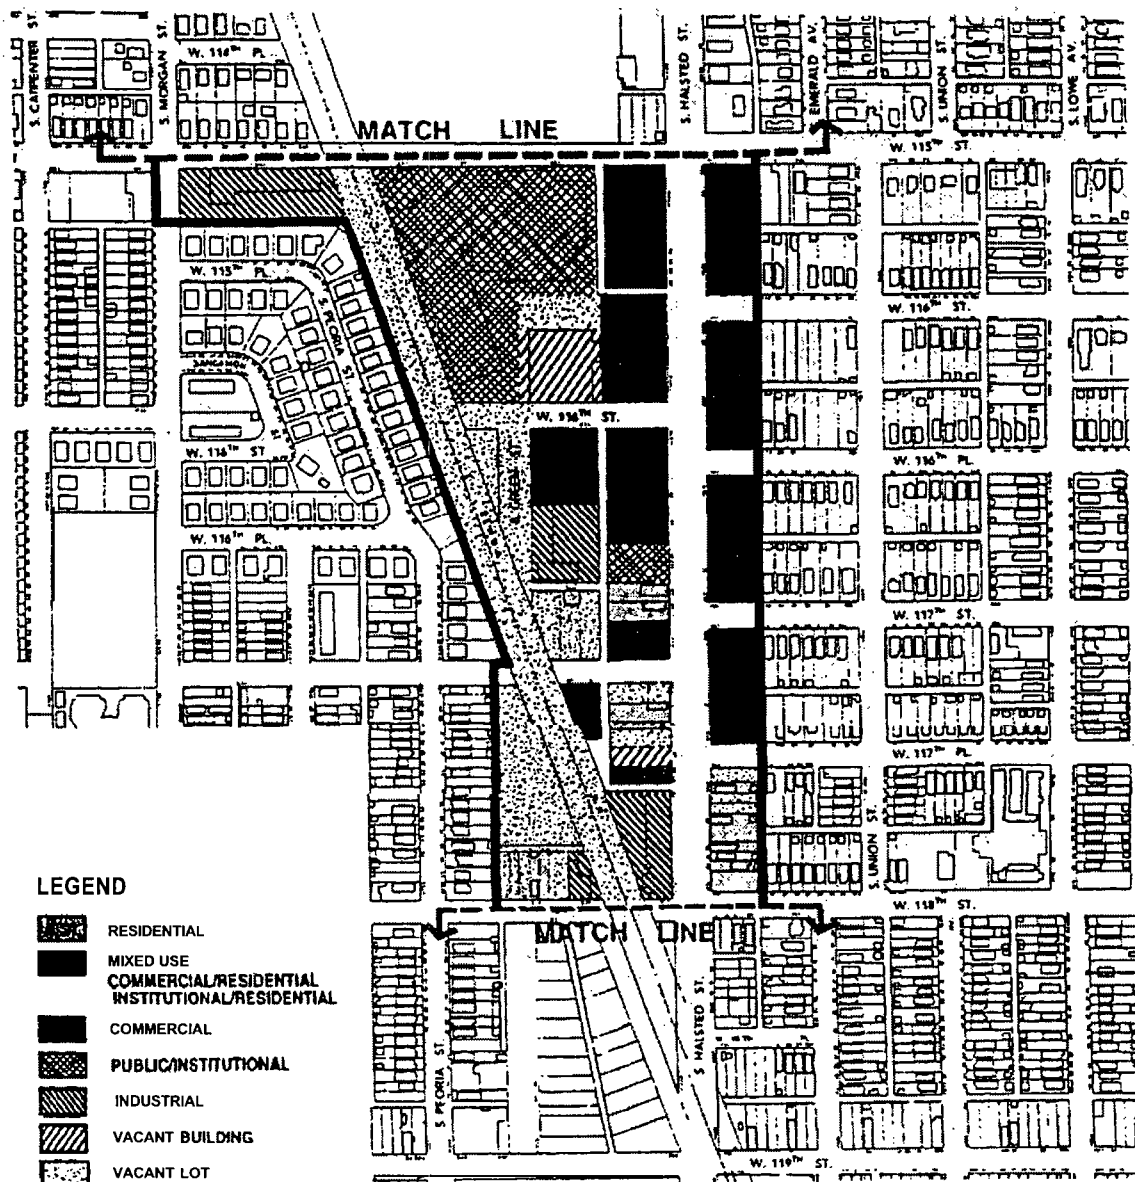 S. CARPENTER ST.
S. MORGAN ST.
W. 114TH PL.
S. HALSTED ST.
S. EMERALD AV.
S. UNION ST.
S. LOWE AV.
MATCH LINE
W. 115TH ST.
W. 115TH PL.
S. PEORIA ST.
SANGAMON
W. 116TH ST.
W. 116TH ST.
W. 116TH ST
S. GREEN ST.
W. 116TH PL.
W. 116TH PL.
W. 117TH ST.
W. 117TH PL.
S. UNION ST.
W. 118TH ST.
MATCH LINE
S. HALSTED ST.
S. PEORIA ST.
W. 119TH ST.
LEGEND
RESIDENTIAL
MIXED USE
COMMERCIAL/RESIDENTIAL
INSTITUTIONAL/RESIDENTIAL
COMMERCIAL
PUBLIC/INSTITUTIONAL
INDUSTRIAL
VACANT BUILDING
VACANT LOT